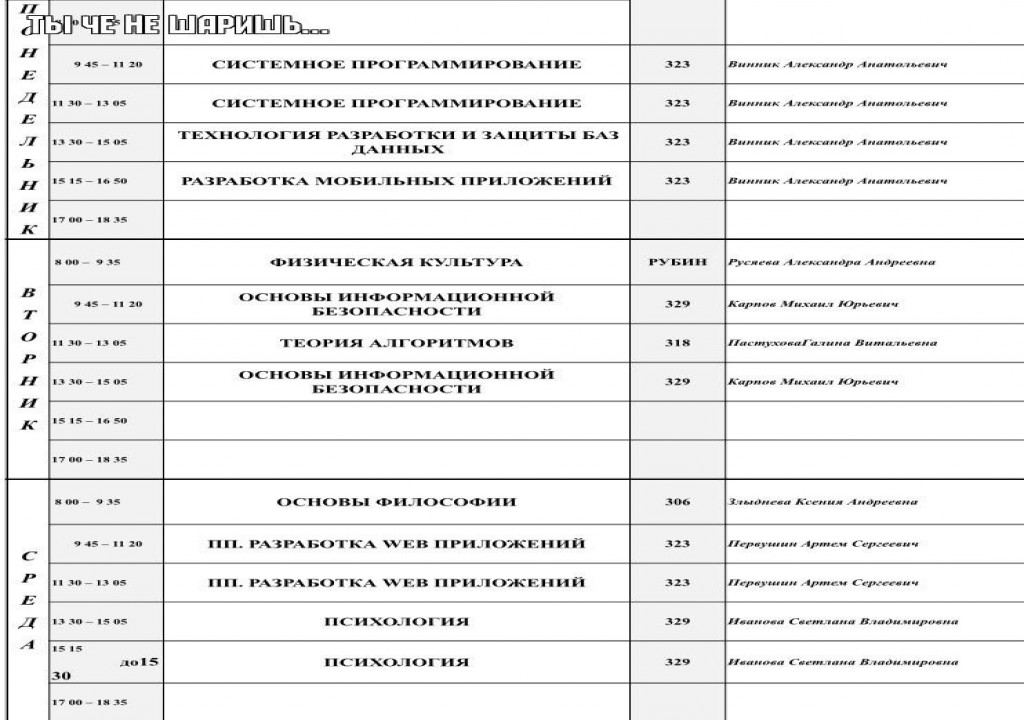 ТЫ ЧЕ НЕ ШАРИШЬ...
ПОНЕДЕЛЬНИК
9 45 – 11 20 СИСТЕМНОЕ ПРОГРАММИРОВАНИЕ 323 Винник Александр Анатольевич
11 30 – 13 05 СИСТЕМНОЕ ПРОГРАММИРОВАНИЕ 323 Винник Александр Анатольевич
13 30 – 15 05 ТЕХНОЛОГИЯ РАЗРАБОТКИ И ЗАЩИТЫ БАЗ
ДАННЫХ 323 Винник Александр Анатольевич
15 15 – 16 50 РАЗРАБОТКА МОБИЛЬНЫХ ПРИЛОЖЕНИЙ 323 Винник Александр Анатольевич
17 00 – 18 35
ВТОРНИК
8 00 – 9 35 ФИЗИЧЕСКАЯ КУЛЬТУРА РУБИН Русяева Александра Андреевна
9 45 – 11 20 ОСНОВЫ ИНФОРМАЦИОННОЙ
БЕЗОПАСНОСТИ 329 Карпов Михаил Юрьевич
11 30 – 13 05 ТЕОРИЯ АЛГОРИТМОВ 318 ПастуховаГалина Витальевна
13 30 – 15 05 ОСНОВЫ ИНФОРМАЦИОННОЙ
БЕЗОПАСНОСТИ 329 Карпов Михаил Юрьевич
15 15 – 16 50
17 00 – 18 35
СРЕДА
8 00 – 9 35 ОСНОВЫ ФИЛОСОФИИ 306 Злыднева Ксения Андреевна
9 45 – 11 20 ПП. РАЗРАБОТКА WEB ПРИЛОЖЕНИЙ 323 Первушин Артем Сергеевич
11 30 – 13 05 ПП. РАЗРАБОТКА WEB ПРИЛОЖЕНИЙ 323 Первушин Артем Сергеевич
13 30 – 15 05 ПСИХОЛОГИЯ 329 Иванова Светлана Владимировна
15 15
до15
30 ПСИХОЛОГИЯ 329 Иванова Светлана Владимировна
17 00 – 18 35